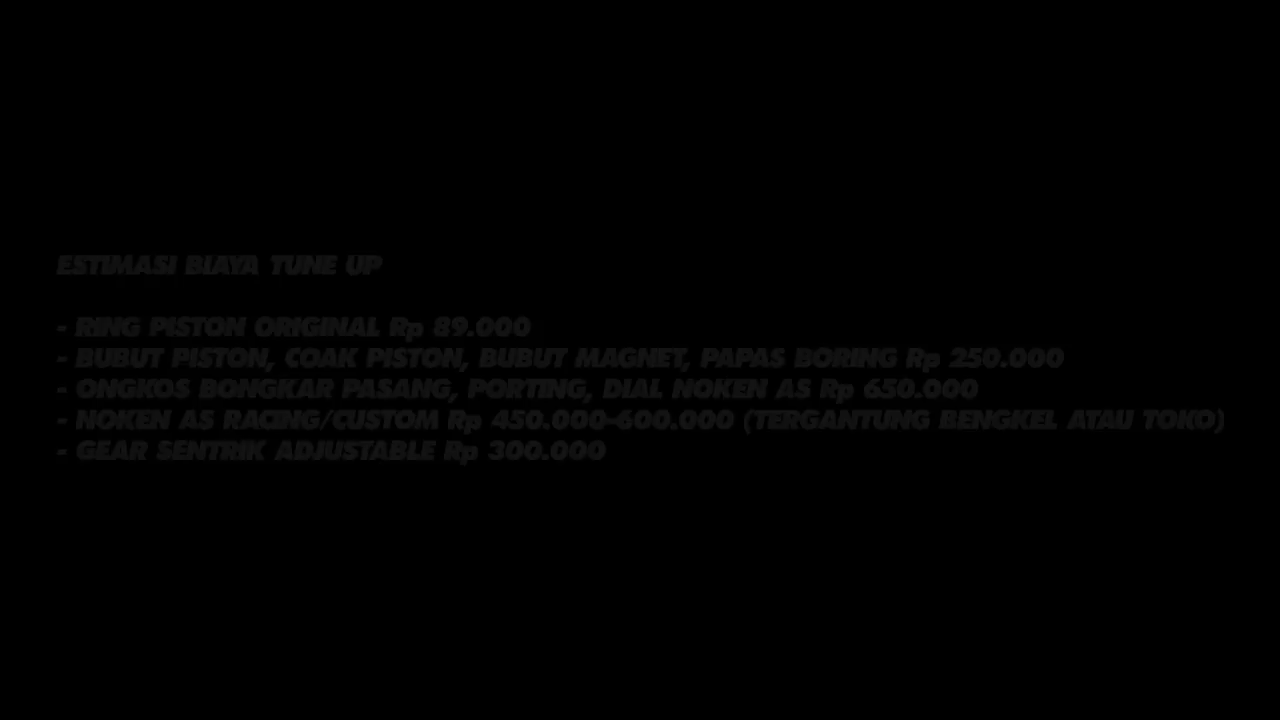 ESTIMASI BIAYA TUNE UP
- RING PISTON ORIGINAL Rp 89.000
- BUBUT PISTON, COAK PISTON, BUBUT MAGNET, PAPAS BORING Rp 250.000
- ONGKOS BONGKAR PASANG, PORTING, DIAL NOKEN AS Rp 650.000
- NOKEN AS RACING/CUSTOM Rp 450.000-600.000 (TERGANTUNG BENGKEL ATAU TOKO)
- GEAR SENTRIK ADJUSTABLE Rp 300.000